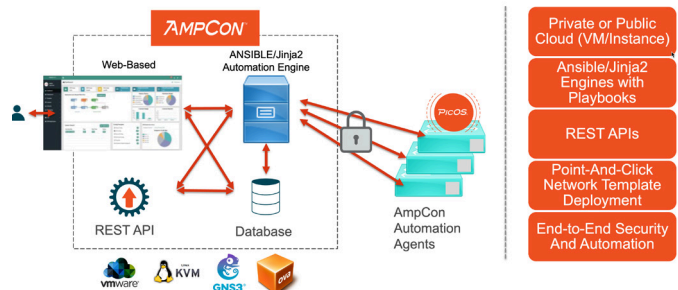 AMPCON
Web-Based
ANSIBLE/Jinja2
Automation Engine
PicOS
REST API
Database
AmpCon
Automation
Agents
vmware
Linux
KVM
GNS3
OVA
Private or Public
Cloud (VM/Instance)
Ansible/Jinja2
Engines with
Playbooks
REST APIs
Point-And-Click
Network Template
Deployment
End-to-End Security
And Automation